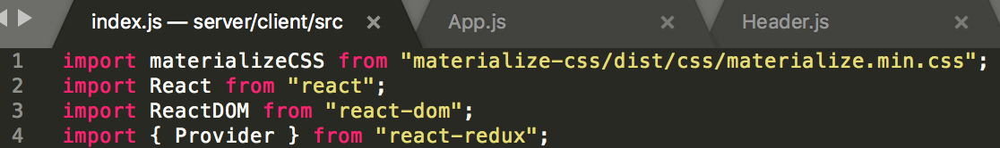 index.js — server/client/src × App.js × Header.js ×
1 import materializeCSS from "materialize-css/dist/css/materialize.min.css";
2 import React from "react";
3 import ReactDOM from "react-dom";
4 import { Provider } from "react-redux";